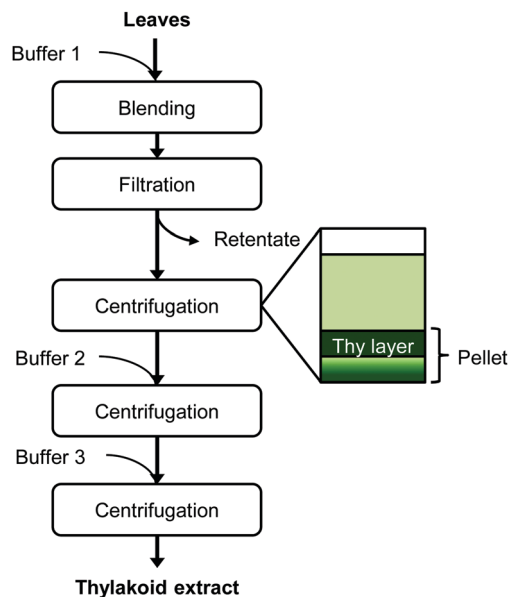 Leaves
Buffer 1
Blending
Filtration
Retentate
Centrifugation
Thy layer
Pellet
Buffer 2
Centrifugation
Buffer 3
Centrifugation
Thylakoid extract